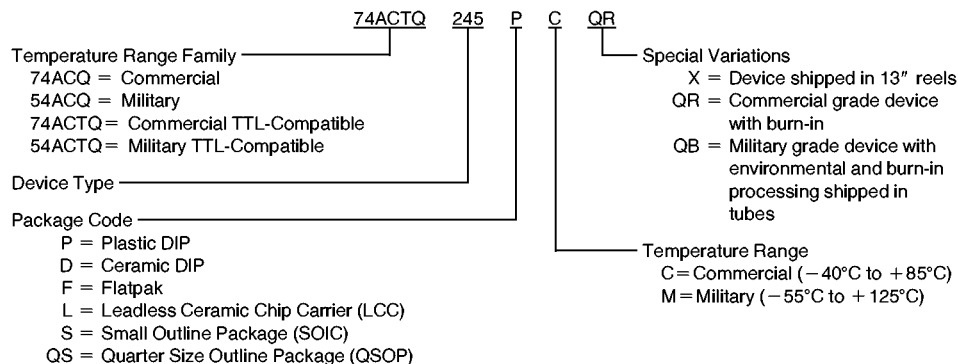 74ACTQ 245 P C QR
Temperature Range Family
74ACQ = Commercial
54ACQ = Military
74ACTQ = Commercial TTL-Compatible
54ACTQ = Military TTL-Compatible
Device Type
Package Code
P = Plastic DIP
D = Ceramic DIP
F = Flatpak
L = Leadless Ceramic Chip Carrier (LCC)
S = Small Outline Package (SOIC)
QS = Quarter Size Outline Package (QSOP)
Special Variations
X = Device shipped in 13″ reels
QR = Commercial grade device
with burn-in
QB = Military grade device with
environmental and burn-in
processing shipped in
tubes
Temperature Range
C = Commercial (−40°C to +85°C)
M = Military (−55°C to +125°C)